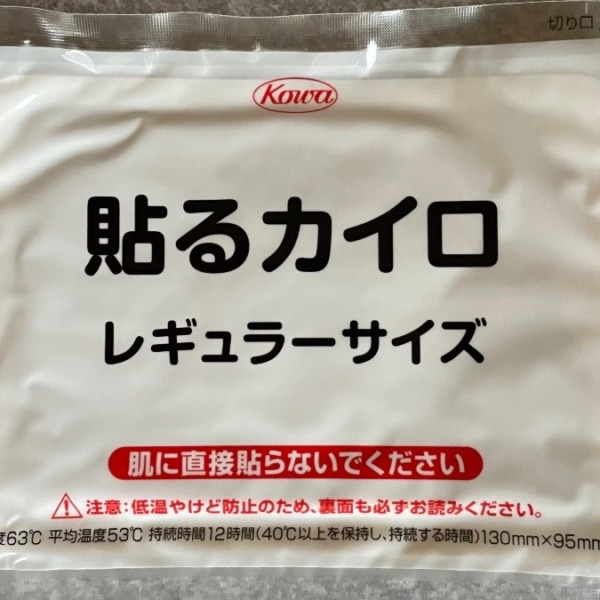 切り口
Kowa
貼るカイロ
レギュラーサイズ
肌に直接貼らないでください
注意:低温やけど防止のため、裏面も必ずお読みください。
度63℃ 平均温度53℃ 持続時間12時間(40℃以上を保持し、持続する時間)130mm×95mm